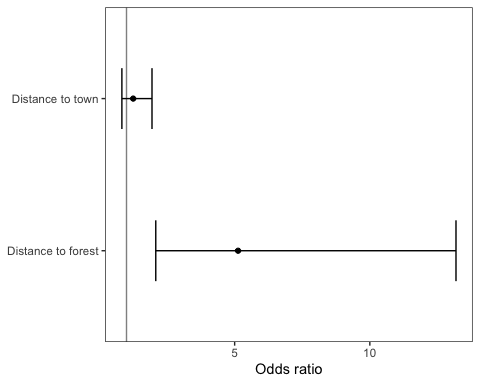 Distance to town
Distance to forest
5 10
Odds ratio